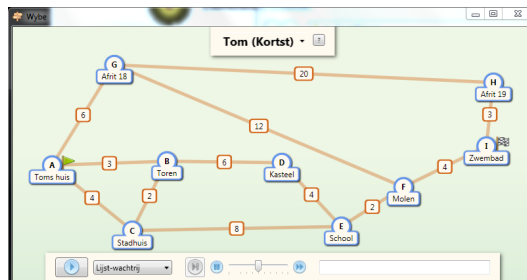 Wybe
Tom (Kortst) ?
G
Afrit 18
20
H
Afrit 19
6
12
3
I
Zwembad
A
Toms huis
3
B
Toren
6
D
Kasteel
4
F
Molen
4
2
4
2
C
Stadhuis
8
E
School
Lijst-wachtrij